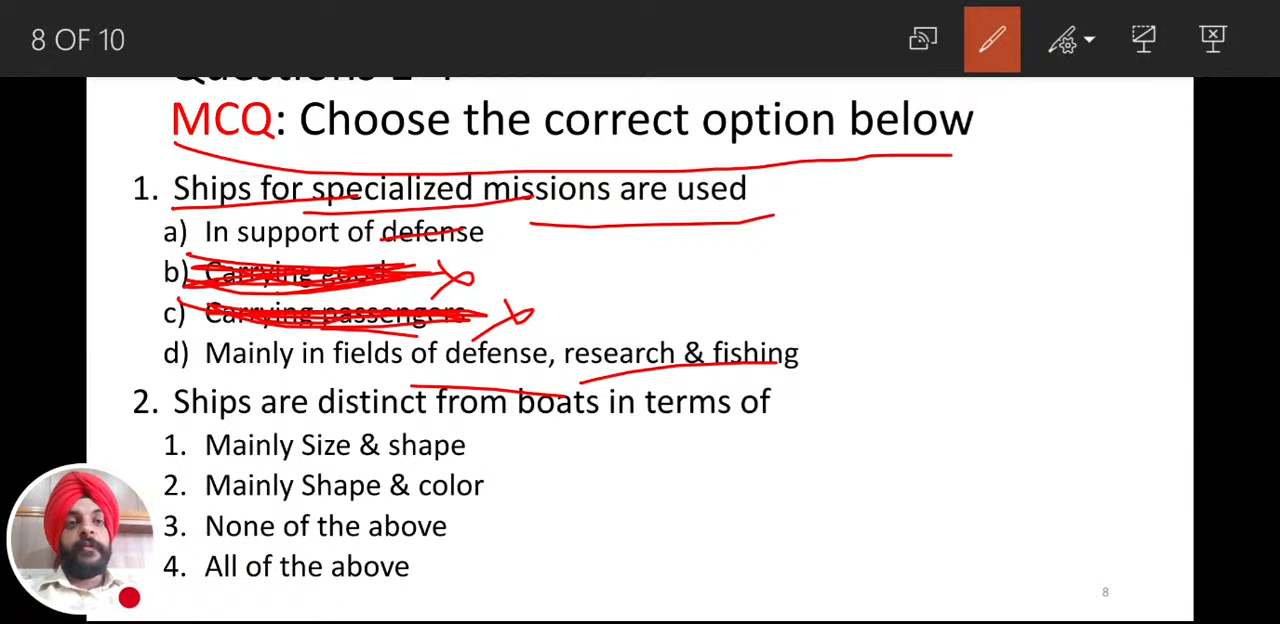 8 OF 10
MCQ: Choose the correct option below
1. Ships for specialized missions are used
a) In support of defense
b) Carrying goods
c) Carrying passengers
d) Mainly in fields of defense, research & fishing
2. Ships are distinct from boats in terms of
1. Mainly Size & shape
2. Mainly Shape & color
3. None of the above
4. All of the above
8